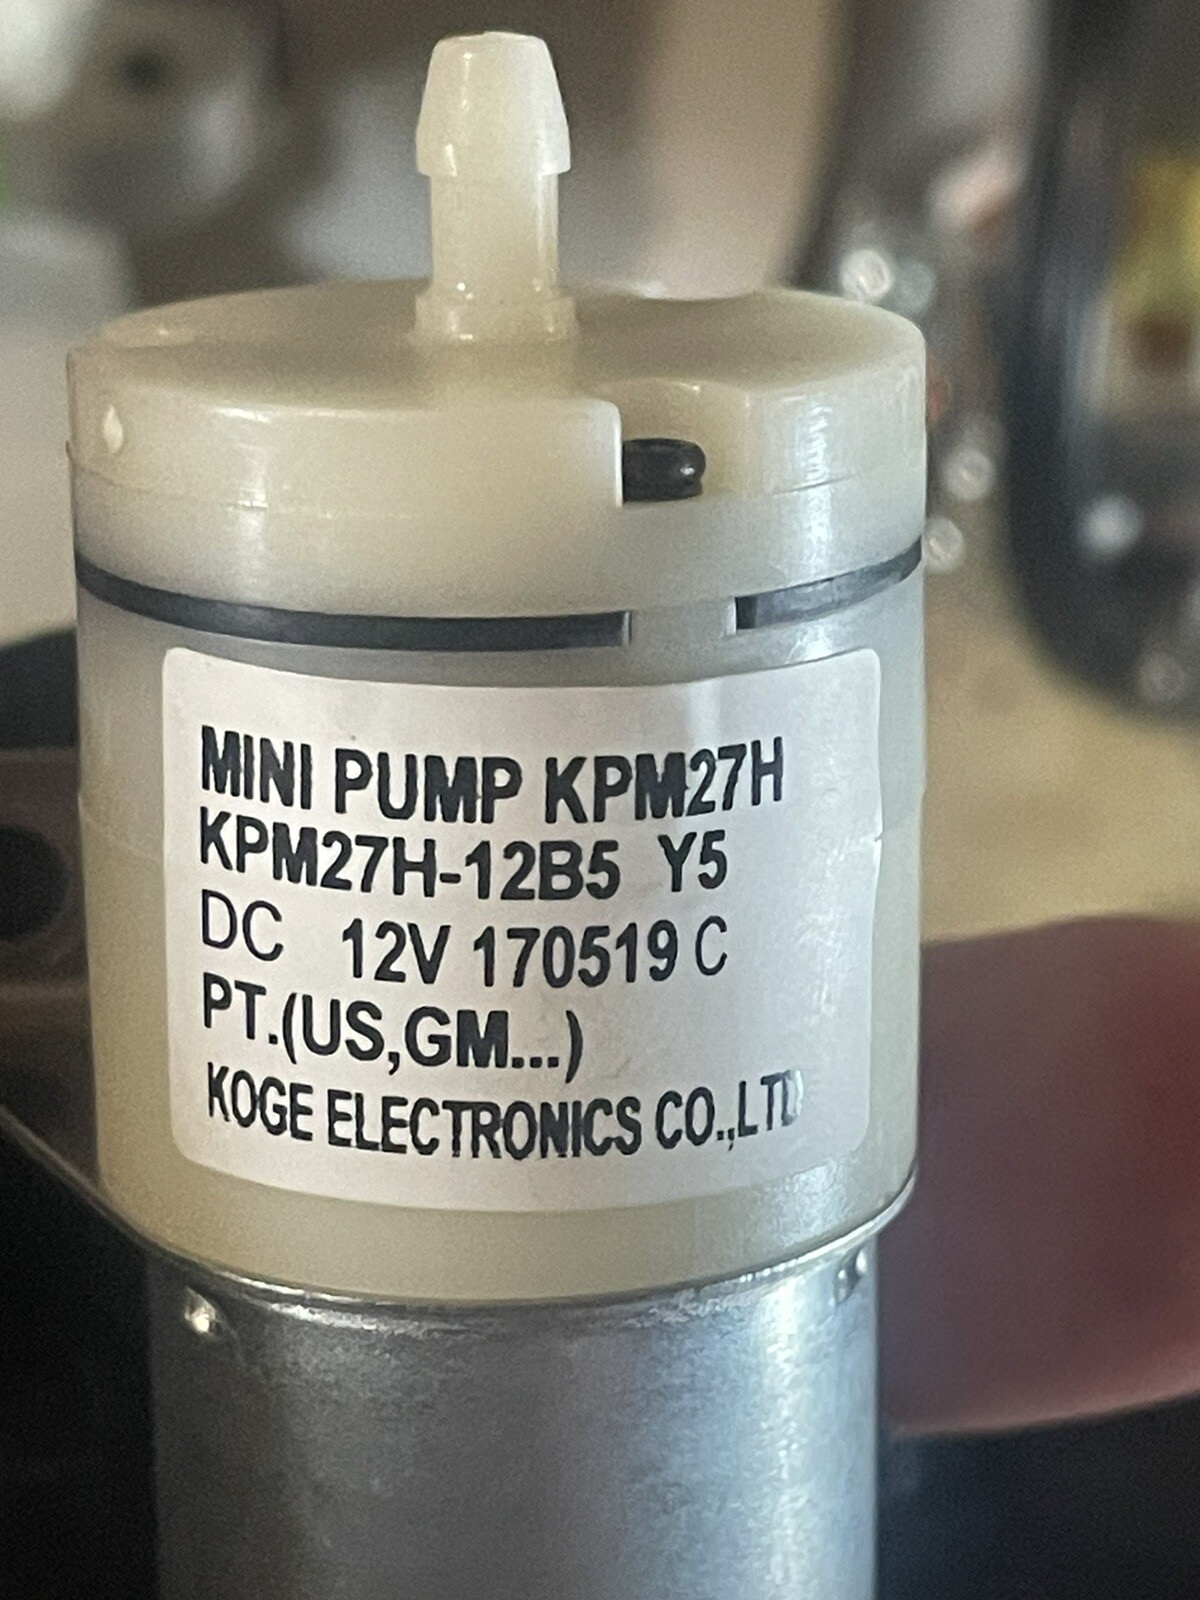 MINI PUMP KPM27H
KPM27H-12B5 Y5
DC 12V 170519 C
PT.(US,GM...)
KOGE ELECTRONICS CO.,LTD